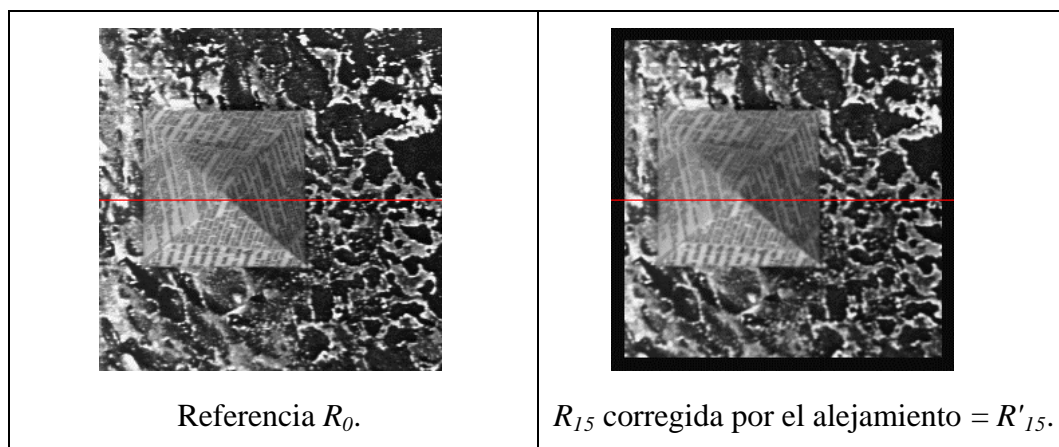 Referencia R₀.
R₁₅ corregida por el alejamiento = R'₁₅.